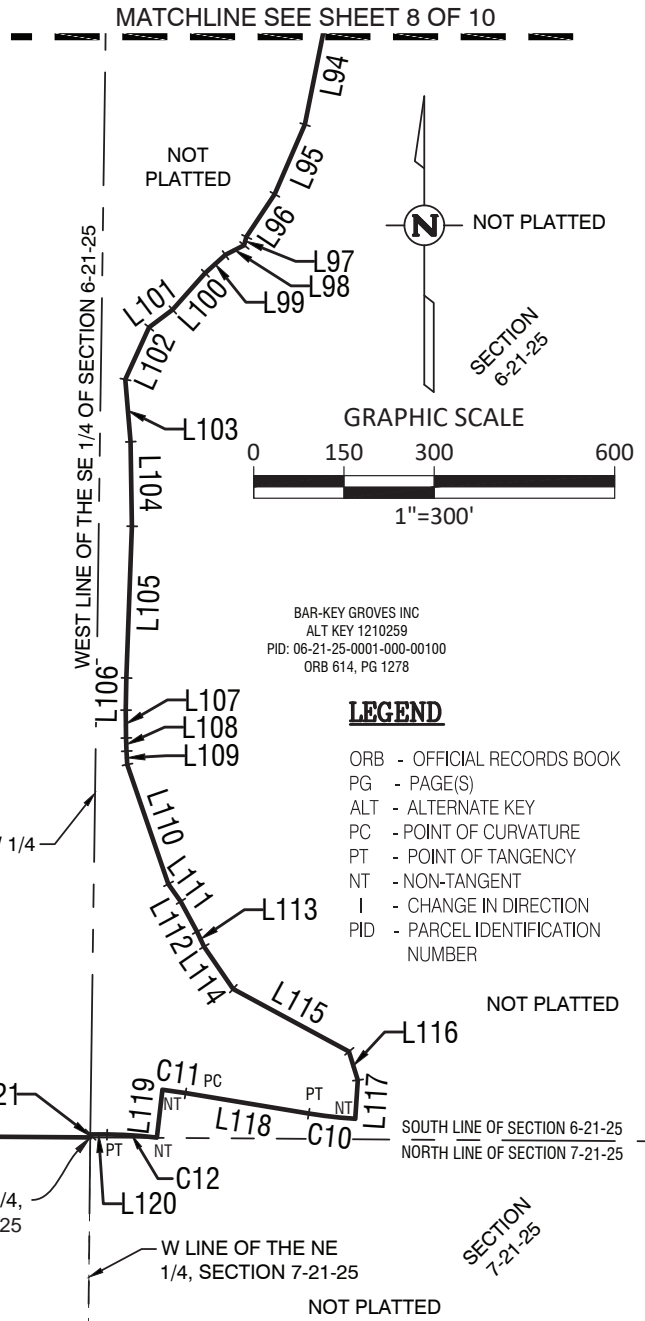 MATCHLINE SEE SHEET 8 OF 10
L94
NOT
PLATTED
L95
L96
N
NOT PLATTED
L97
L98
L99
L100
L101
L102
SECTION
6-21-25
WEST LINE OF THE SE 1/4 OF SECTION 6-21-25
L103
GRAPHIC SCALE
0 150 300 600
1"=300'
L104
L105
BAR-KEY GROVES INC
ALT KEY 1210259
PID: 06-21-25-0001-000-00100
ORB 614, PG 1278
L106
L107
L108
L109
LEGEND
ORB - OFFICIAL RECORDS BOOK
PG - PAGE(S)
ALT - ALTERNATE KEY
PC - POINT OF CURVATURE
PT - POINT OF TANGENCY
NT - NON-TANGENT
I - CHANGE IN DIRECTION
PID - PARCEL IDENTIFICATION
NUMBER
1/4
L110
L111
L112
L113
L114
L115
NOT PLATTED
L116
L117
C11
PC
NT
L118
PT
NT
C10
L119
21
SOUTH LINE OF SECTION 6-21-25
NORTH LINE OF SECTION 7-21-25
PT
NT
C12
L120
/4,
25
W LINE OF THE NE
1/4, SECTION 7-21-25
SECTION
7-21-25
NOT PLATTED